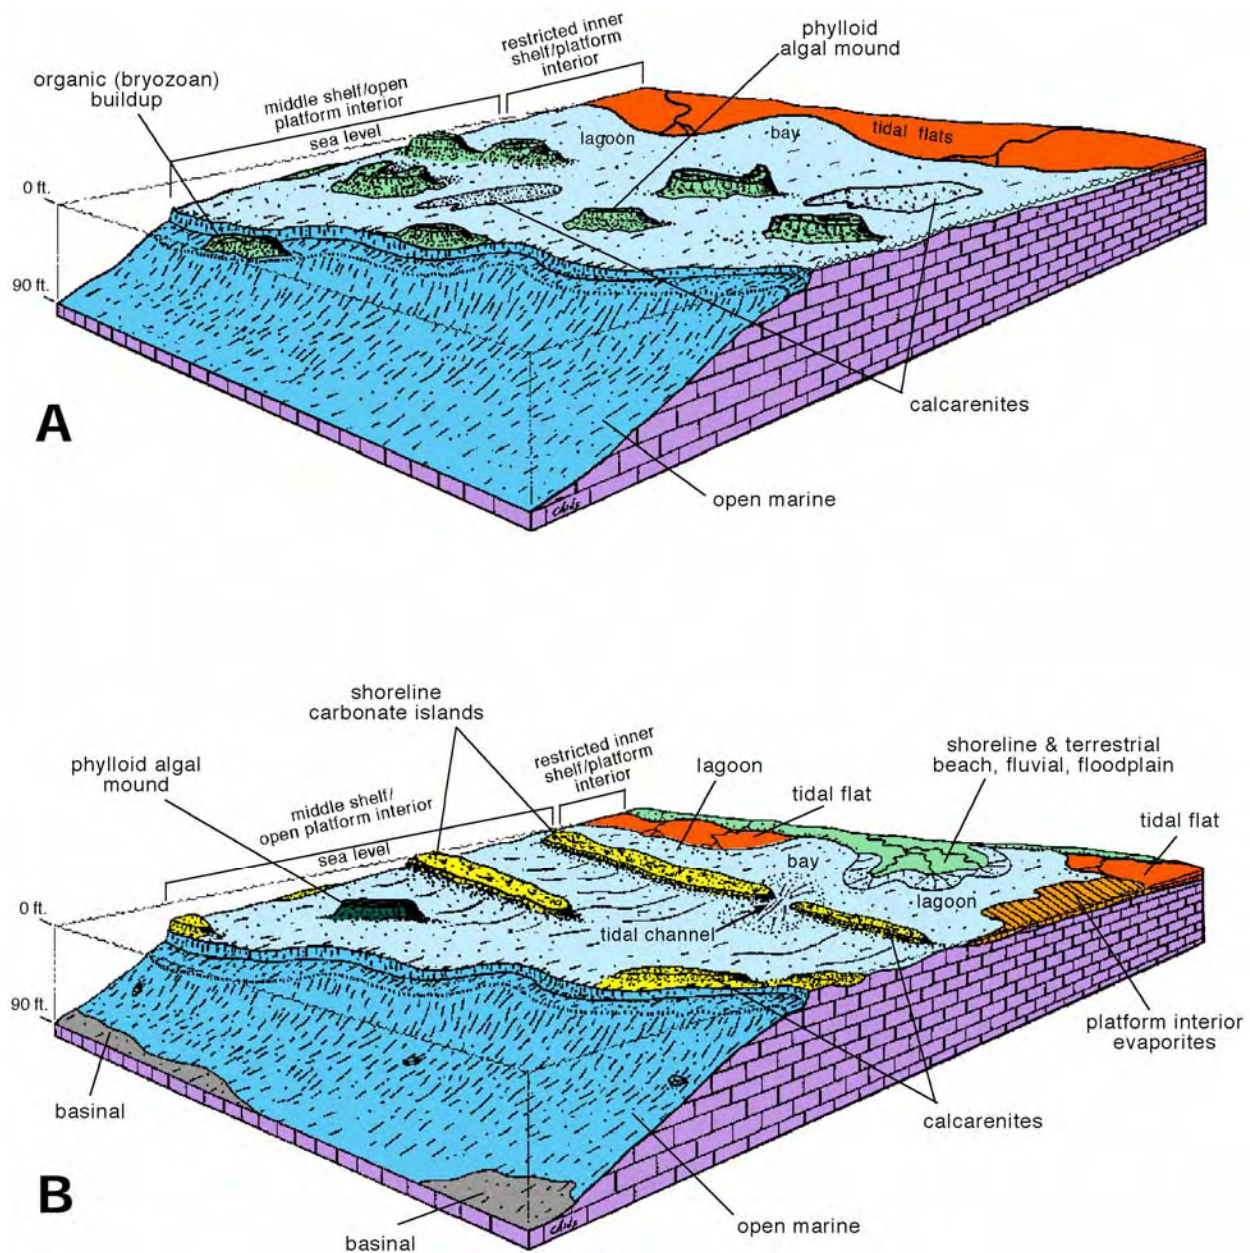 phylloid
algal mound
restricted inner
shelf/platform
interior
organic (bryozoan)
buildup
middle shelf/open
platform interior
sea level
lagoon
bay
tidal flats
0 ft.
90 ft.
calcarenites
open marine
A
shoreline
carbonate islands
restricted inner
shelf/platform
interior
phylloid algal
mound
middle shelf/
open platform interior
sea level
lagoon
tidal flat
shoreline & terrestrial
beach, fluvial, floodplain
tidal flat
bay
lagoon
tidal channel
0 ft.
90 ft.
platform interior
evaporites
basinal
calcarenites
open marine
basinal
B